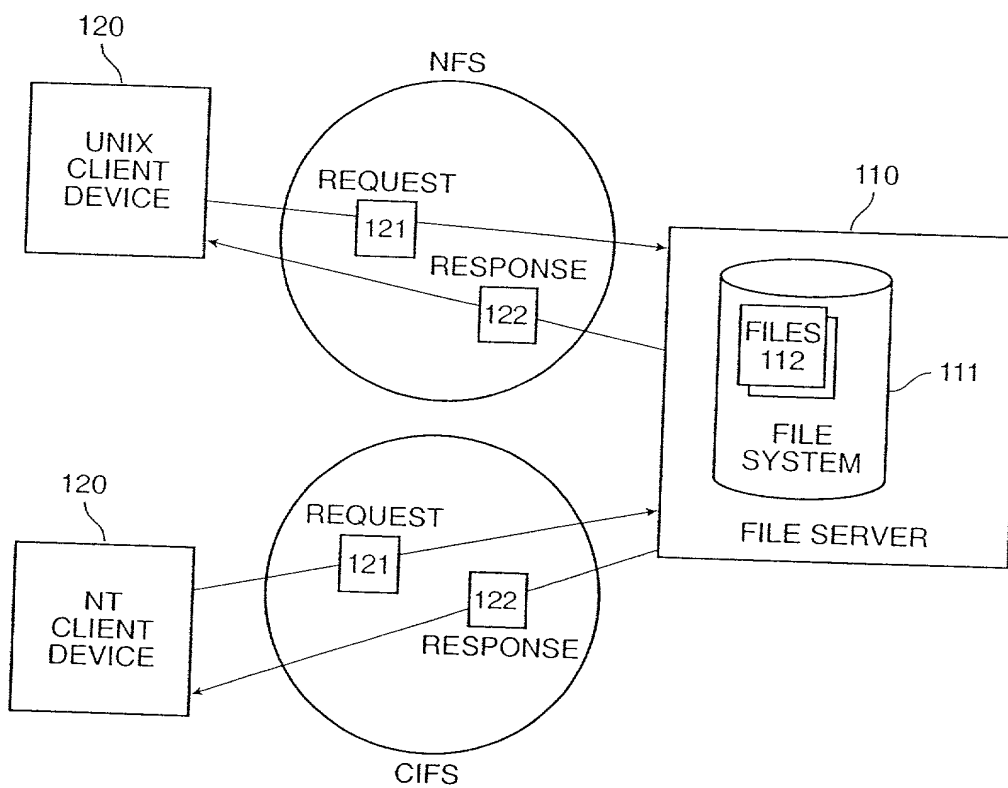 120
UNIX
CLIENT
DEVICE
NFS
REQUEST
121
RESPONSE
122
110
FILES
112
111
FILE
SYSTEM
FILE SERVER
120
NT
CLIENT
DEVICE
REQUEST
121
122
RESPONSE
CIFS